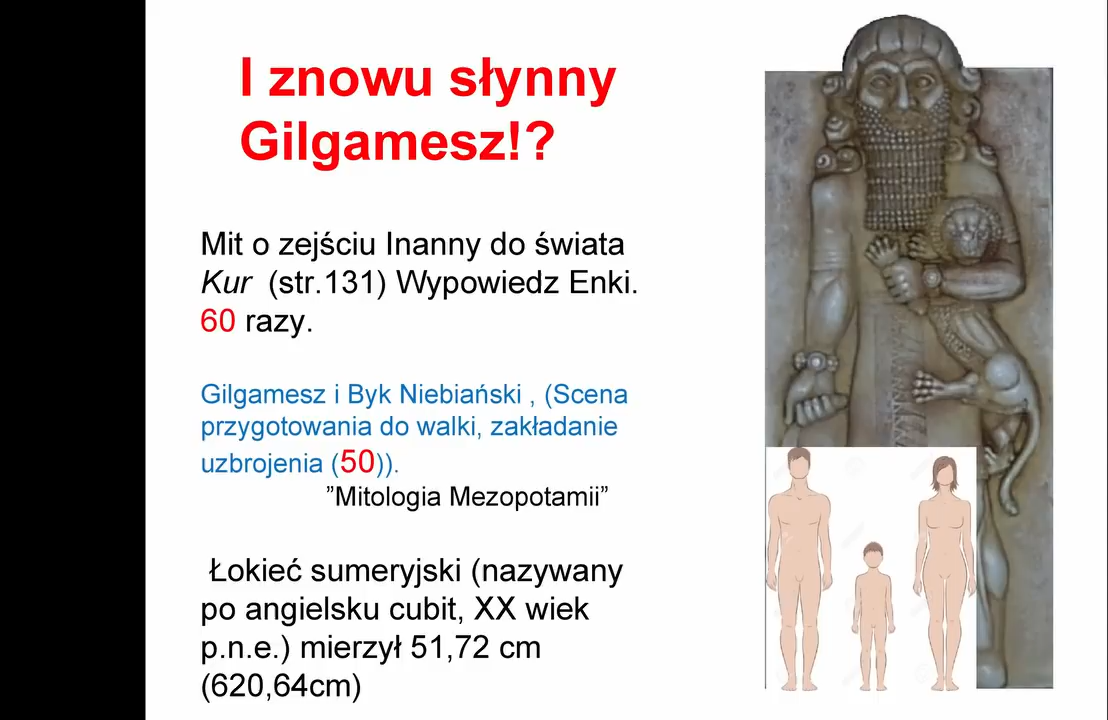 I znowu słynny
Gilgamesz!?
Mit o zejściu Inanny do świata
Kur (str.131) Wypowiedz Enki.
60 razy.
Gilgamesz i Byk Niebiański , (Scena
przygotowania do walki, zakładanie
uzbrojenia (50)).
”Mitologia Mezopotamii”
Łokieć sumeryjski (nazywany
po angielsku cubit, XX wiek
p.n.e.) mierzył 51,72 cm
(620,64cm)